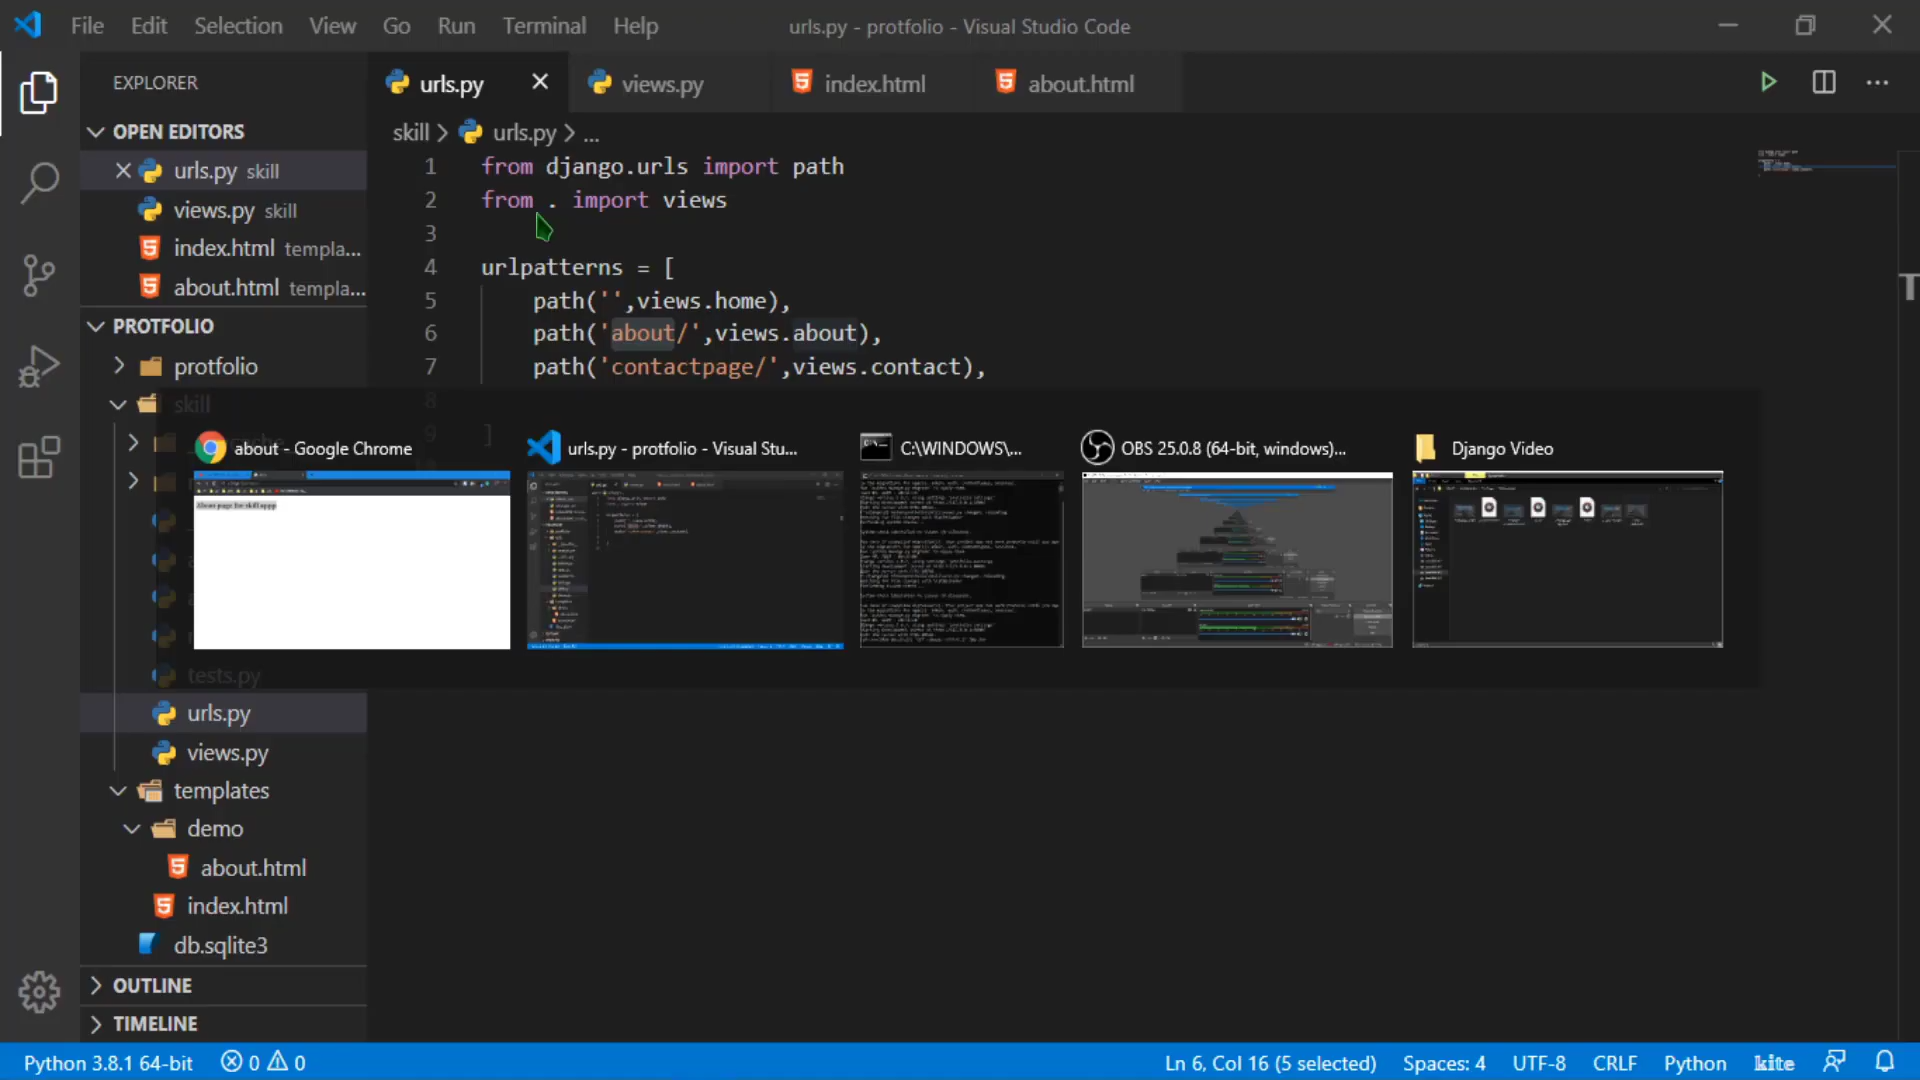 File Edit Selection View Go Run Terminal Help
urls.py - protfolio - Visual Studio Code
EXPLORER
OPEN EDITORS
urls.py skill
views.py skill
index.html templa...
about.html templa...
PROTFOLIO
protfolio
skill
tests.py
urls.py
views.py
templates
demo
about.html
index.html
db.sqlite3
OUTLINE
TIMELINE
urls.py
views.py
index.html
about.html
skill > urls.py > ...
1 from django.urls import path
2 from . import views
3
4 urlpatterns = [
5 path('',views.home),
6 path('about/',views.about),
7 path('contactpage/',views.contact),
8
9 ]
about - Google Chrome
About page for skill appp
urls.py - protfolio - Visual Stu...
C:\WINDOWS\...
OBS 25.0.8 (64-bit, windows)...
Django Video
Python 3.8.1 64-bit
0 0
Ln 6, Col 16 (5 selected)
Spaces: 4
UTF-8
CRLF
Python
kite